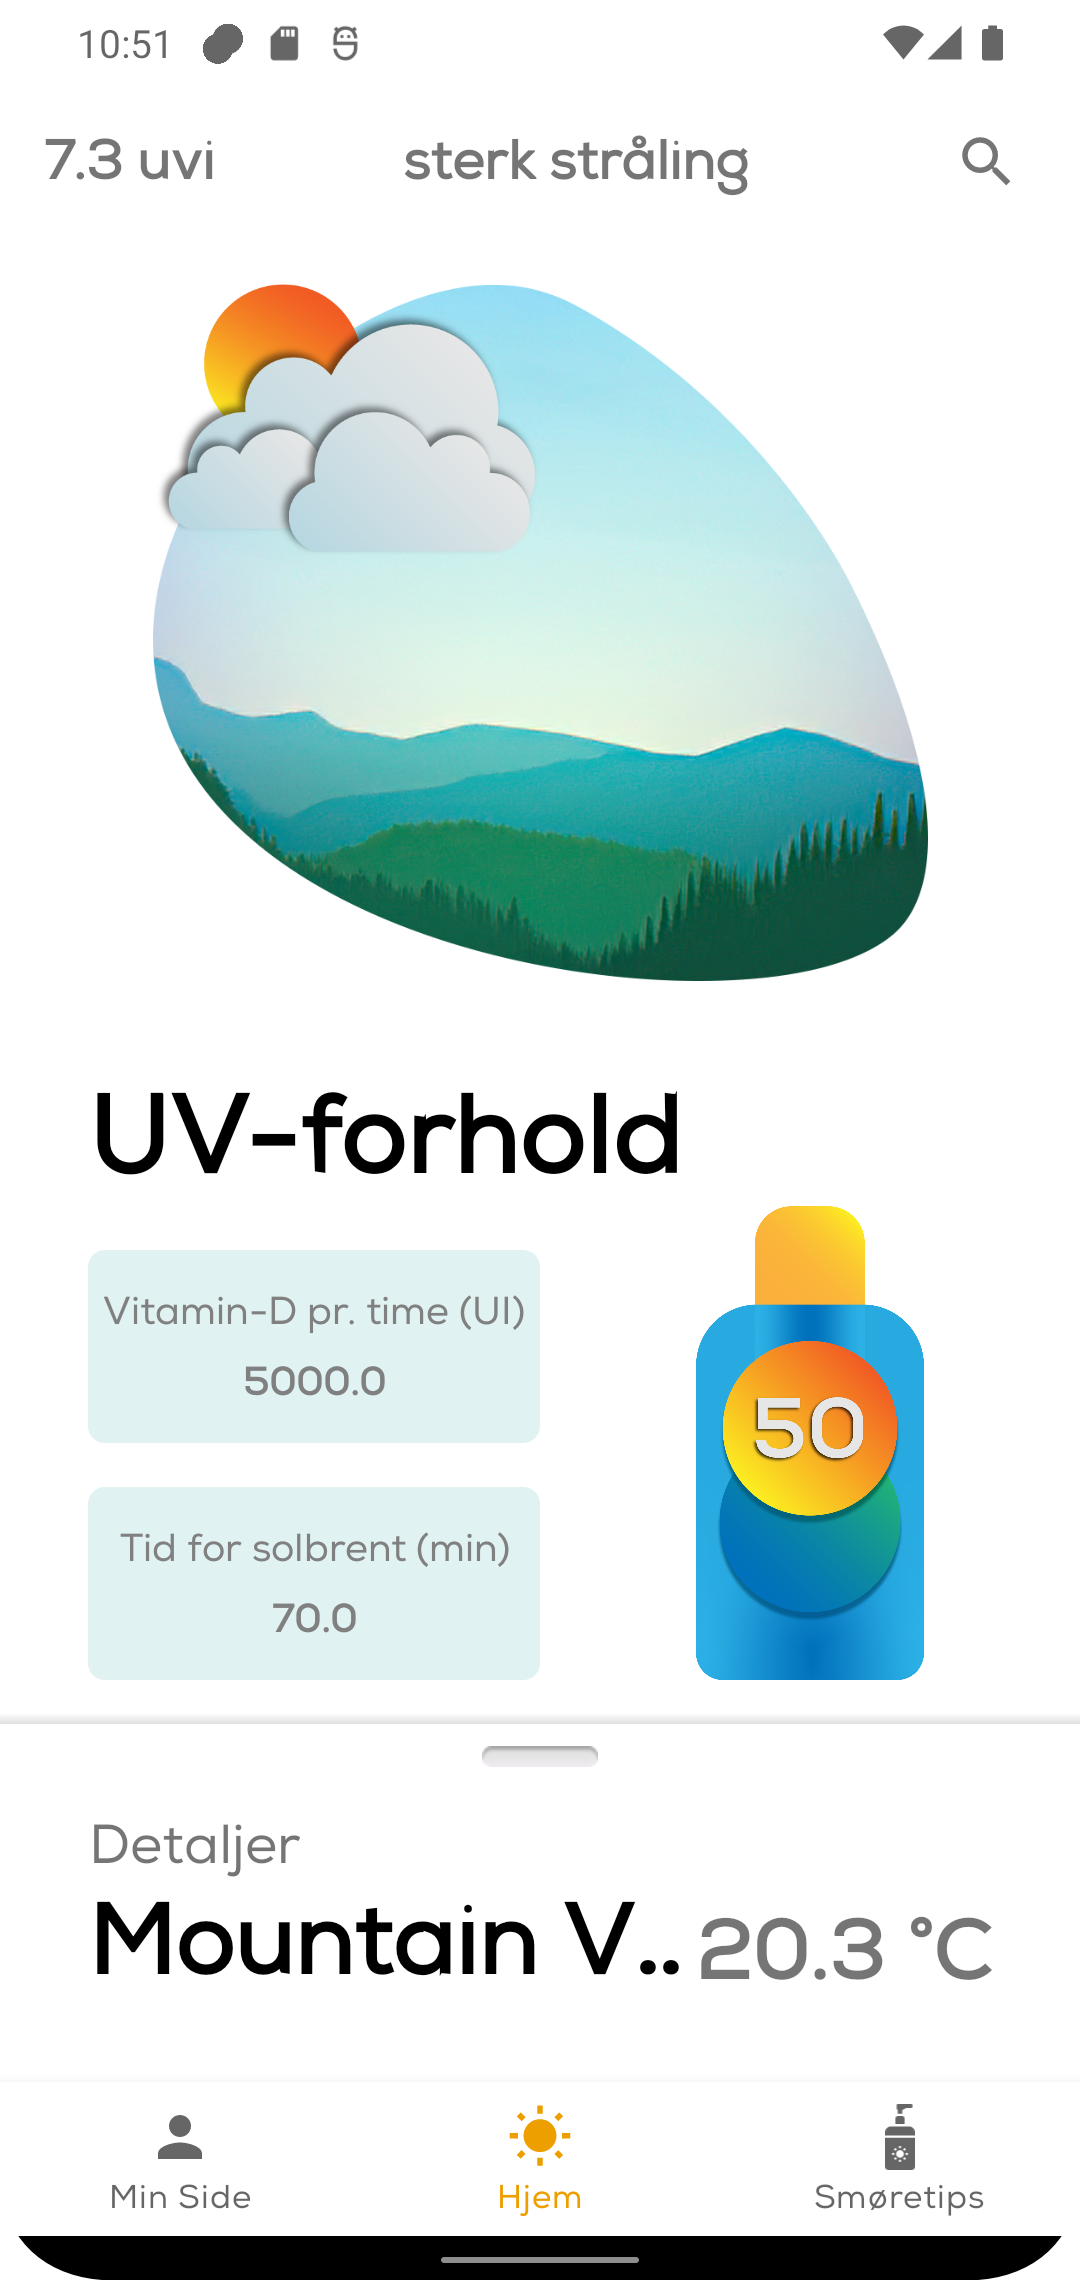 10:51
7.3 uvi sterk stråling
UV-forhold
Vitamin-D pr. time (UI)
5000.0
50
Tid for solbrent (min)
70.0
Detaljer
Mountain V.. 20.3 °C
Min Side Hjem Smøretips